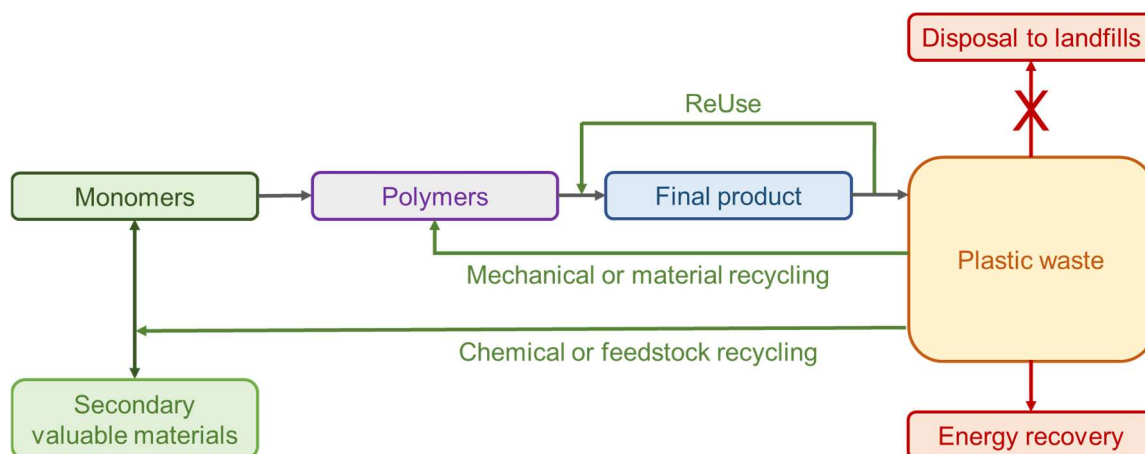 Disposal to landfills
X
ReUse
Monomers
Polymers
Final product
Plastic waste
Mechanical or material recycling
Chemical or feedstock recycling
Secondary
valuable materials
Energy recovery